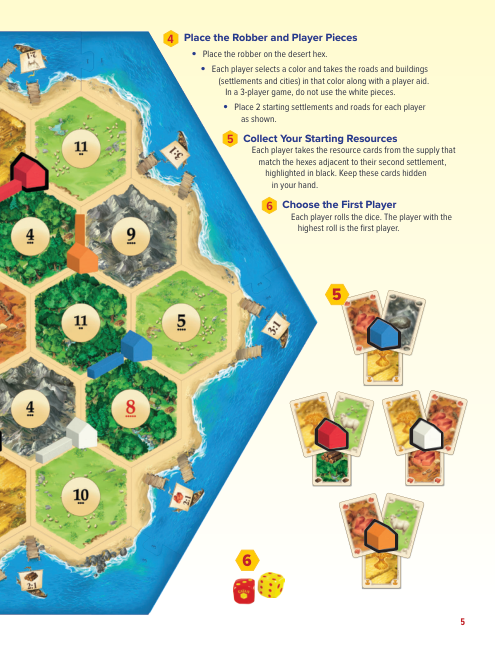 4 Place the Robber and Player Pieces
• Place the robber on the desert hex.
• Each player selects a color and takes the roads and buildings
(settlements and cities) in that color along with a player aid.
In a 3-player game, do not use the white pieces.
• Place 2 starting settlements and roads for each player
as shown.
5 Collect Your Starting Resources
Each player takes the resource cards from the supply that
match the hexes adjacent to their second settlement,
highlighted in black. Keep these cards hidden
in your hand.
6 Choose the First Player
Each player rolls the dice. The player with the
highest roll is the first player.
2:1
11
3:1
4
9
11
5
3:1
4
8
10
2:1
2:1
5
6
5